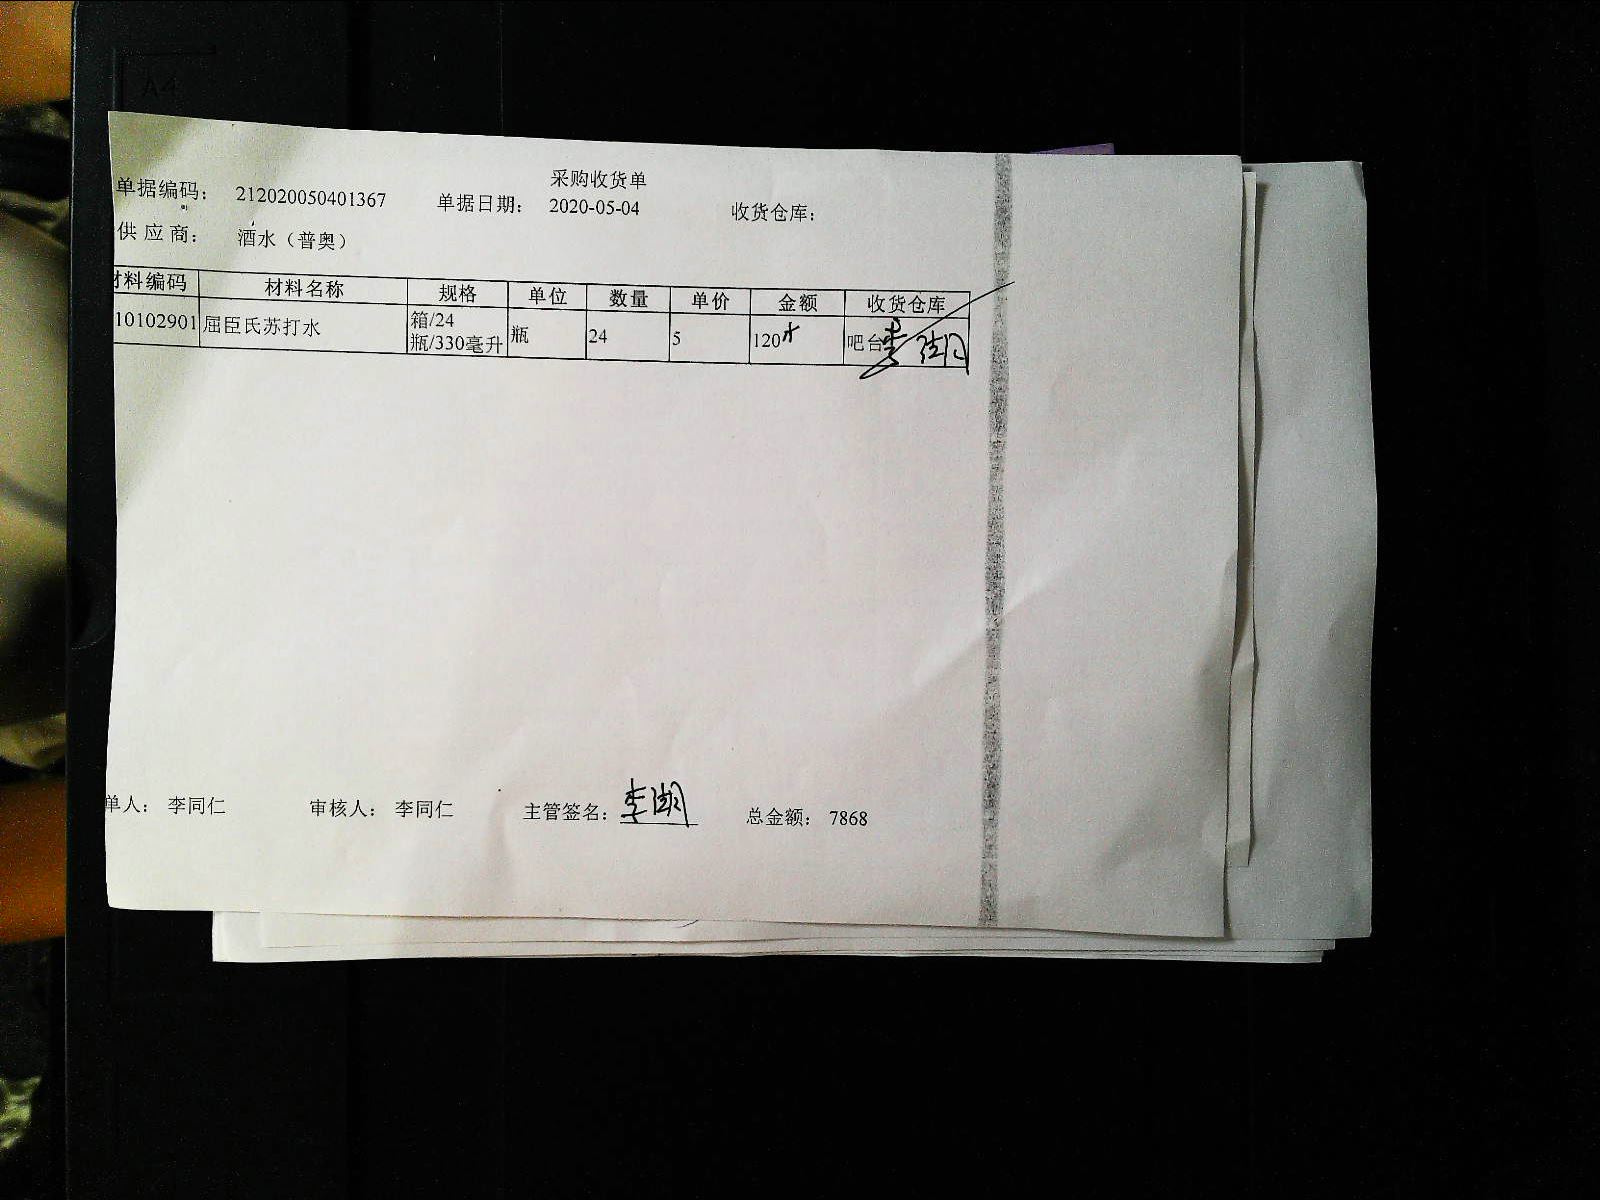 采购收货单
单据编码： 212020050401367 单据日期： 2020-05-04 收货仓库：
供应商： 酒水（普奥）
材料编码 材料名称 规格 单位 数量 单价 金额 收货仓库
10102901 屈臣氏苏打水 箱/24瓶/330毫升 瓶 24 5 120 吧台
单人： 李同仁 审核人： 李同仁 主管签名： 总金额： 7868